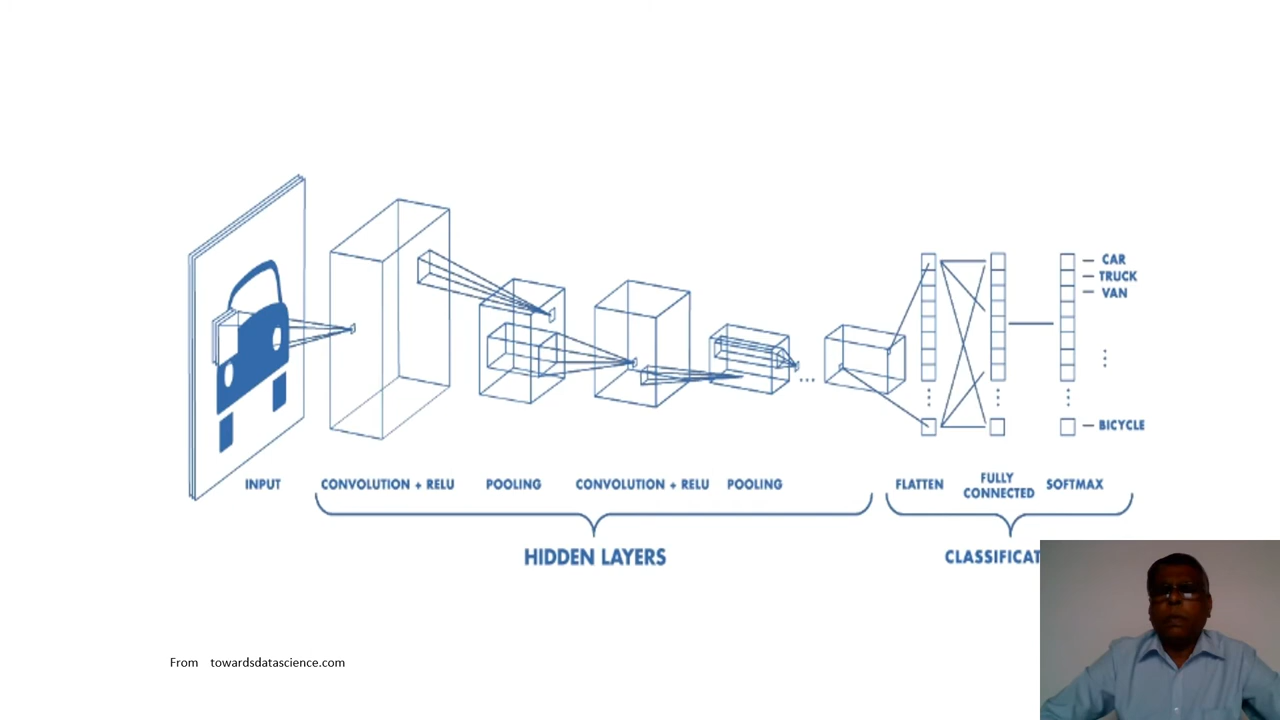 CAR
TRUCK
VAN
BICYCLE
INPUT
CONVOLUTION + RELU
POOLING
CONVOLUTION + RELU
POOLING
FLATTEN
FULLY
CONNECTED
SOFTMAX
HIDDEN LAYERS
From towardsdatascience.com